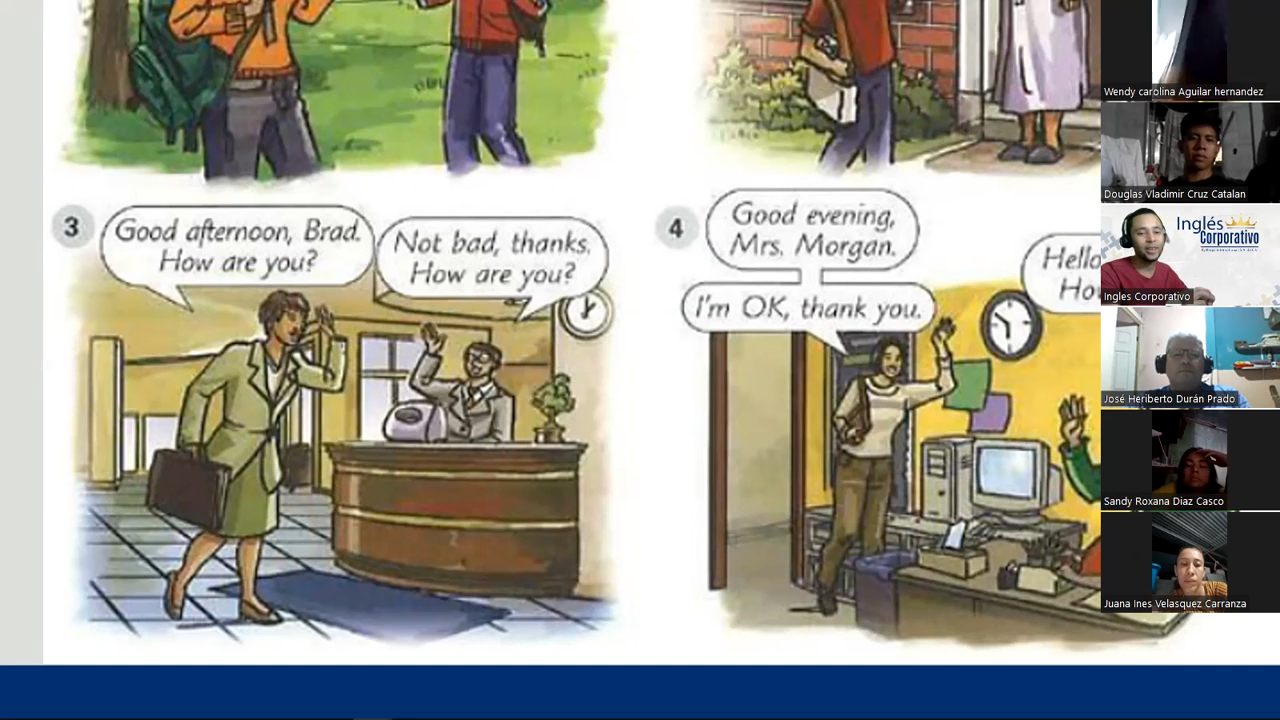 3
Good afternoon, Brad.
How are you?
Not bad, thanks.
How are you?
4
Good evening,
Mrs. Morgan.
I'm OK, thank you.
Hello
Ho
Wendy carolina Aguilar hernandez
Douglas Vladimir Cruz Catalan
Inglés
Corporativo
Ingles Corporativo
José Heriberto Durán Prado
Sandy Roxana Diaz Casco
Juana Ines Velasquez Carranza